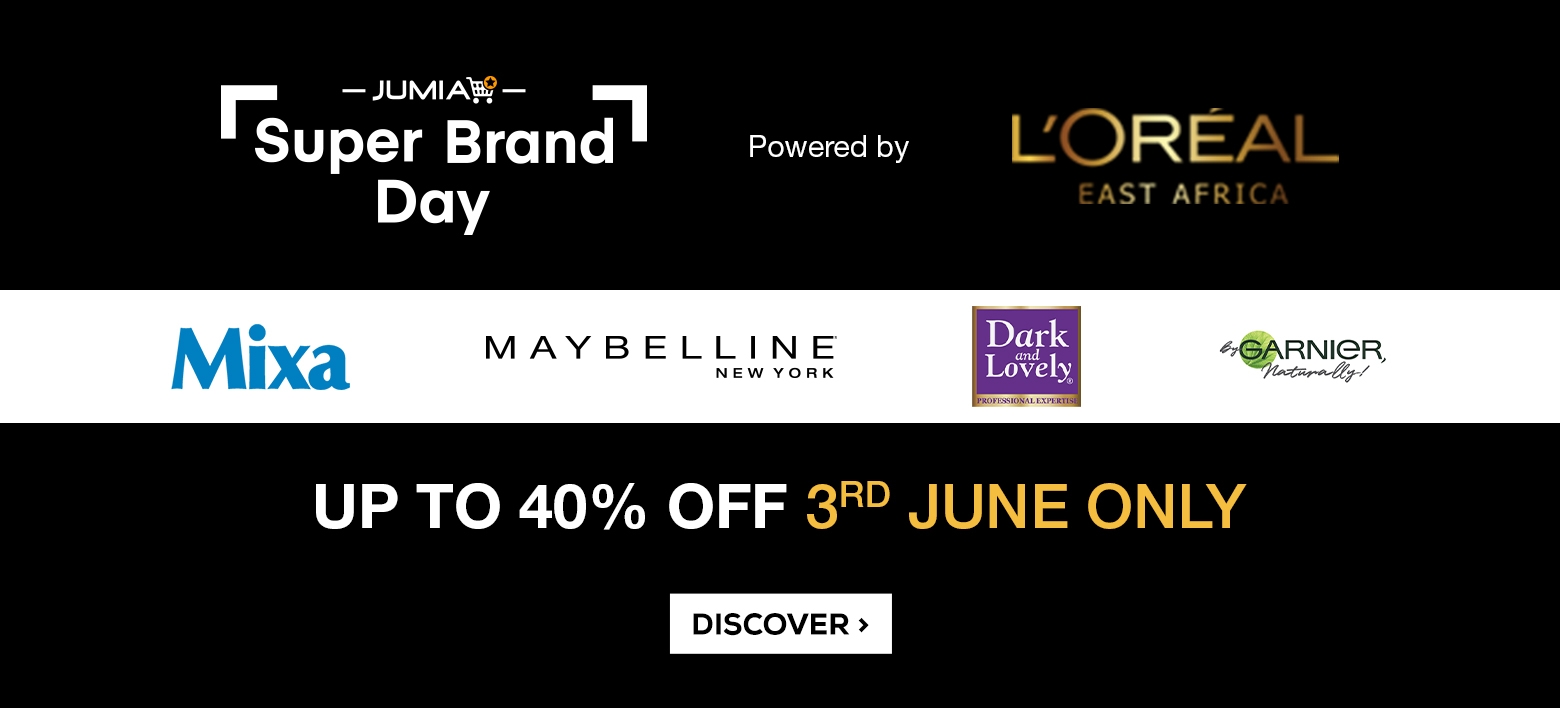 JUMIA
Super Brand
Day
Powered by
L'ORÉAL
EAST AFRICA
Mixa
MAYBELLINE
NEW YORK
Dark
and
Lovely®
PROFESSIONAL EXPERTISE
By GARNIER,
Naturally!
UP TO 40% OFF 3RD JUNE ONLY
DISCOVER >